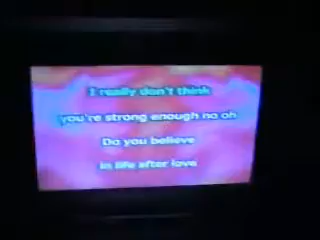 I really don't think
you're strong enough no oh
Do you believe
in life after love